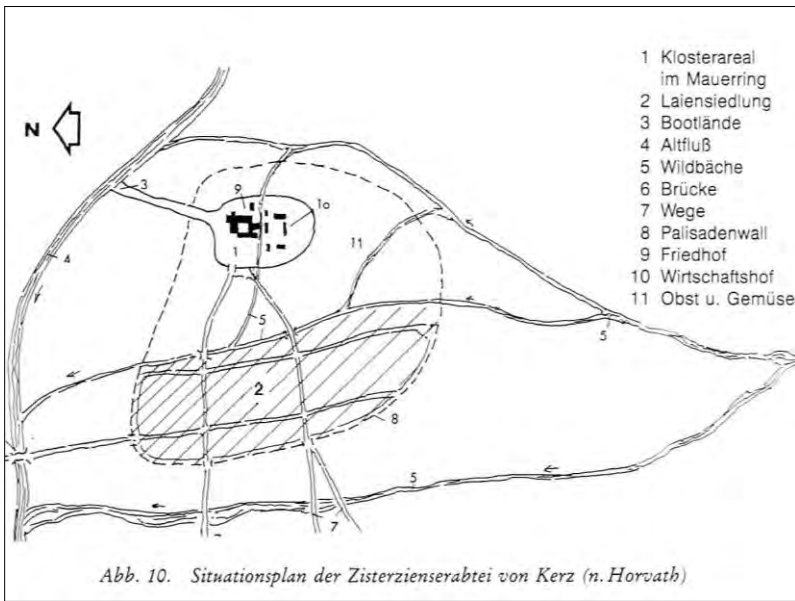 N
1 Klosterareal
im Mauerring
2 Laiensiedlung
3 Bootlände
4 Altfluß
5 Wildbäche
6 Brücke
7 Wege
8 Palisadenwall
9 Friedhof
10 Wirtschaftshof
11 Obst u. Gemüse
3
9
10
1
11
5
4
5
5
2
8
5
7
Abb. 10. Situationsplan der Zisterzienserabtei von Kerz (n. Horvath)